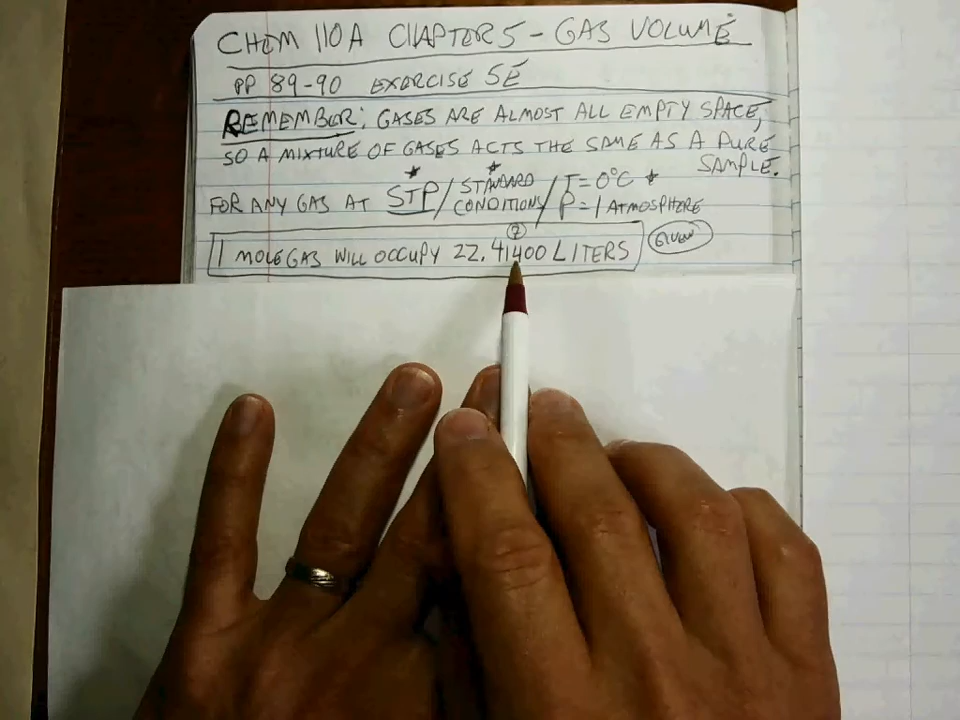 CHEM 110A CHAPTER 5 - GAS VOLUME
PP 89-90 EXERCISE 5E
REMEMBER: GASES ARE ALMOST ALL EMPTY SPACE,
SO A MIXTURE OF GASES ACTS THE SAME AS A PURE
SAMPLE.
FOR ANY GAS AT STP / STANDARD CONDITIONS / T = 0°C
P = 1 ATMOSPHERE
1 MOLE GAS WILL OCCUPY 22.41400 LITERS GIVEN